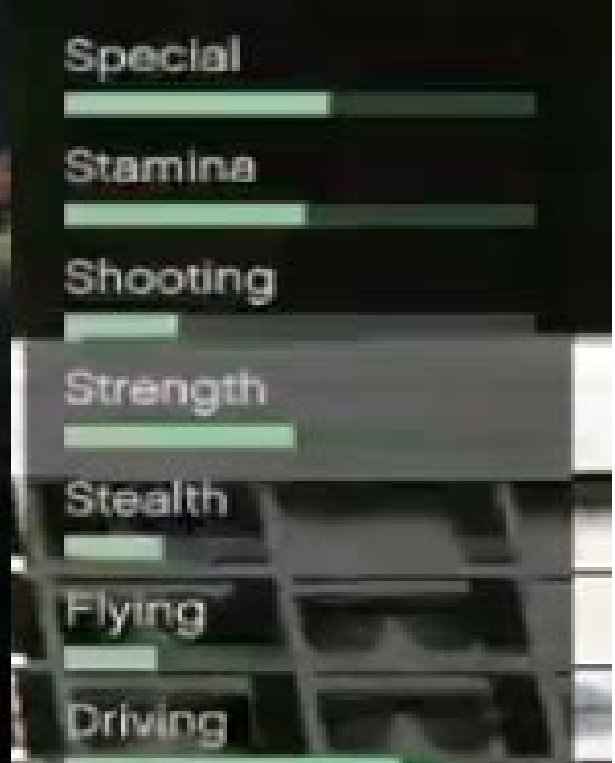 Special
Stamina
Shooting
Strength
Stealth
Flying
Driving